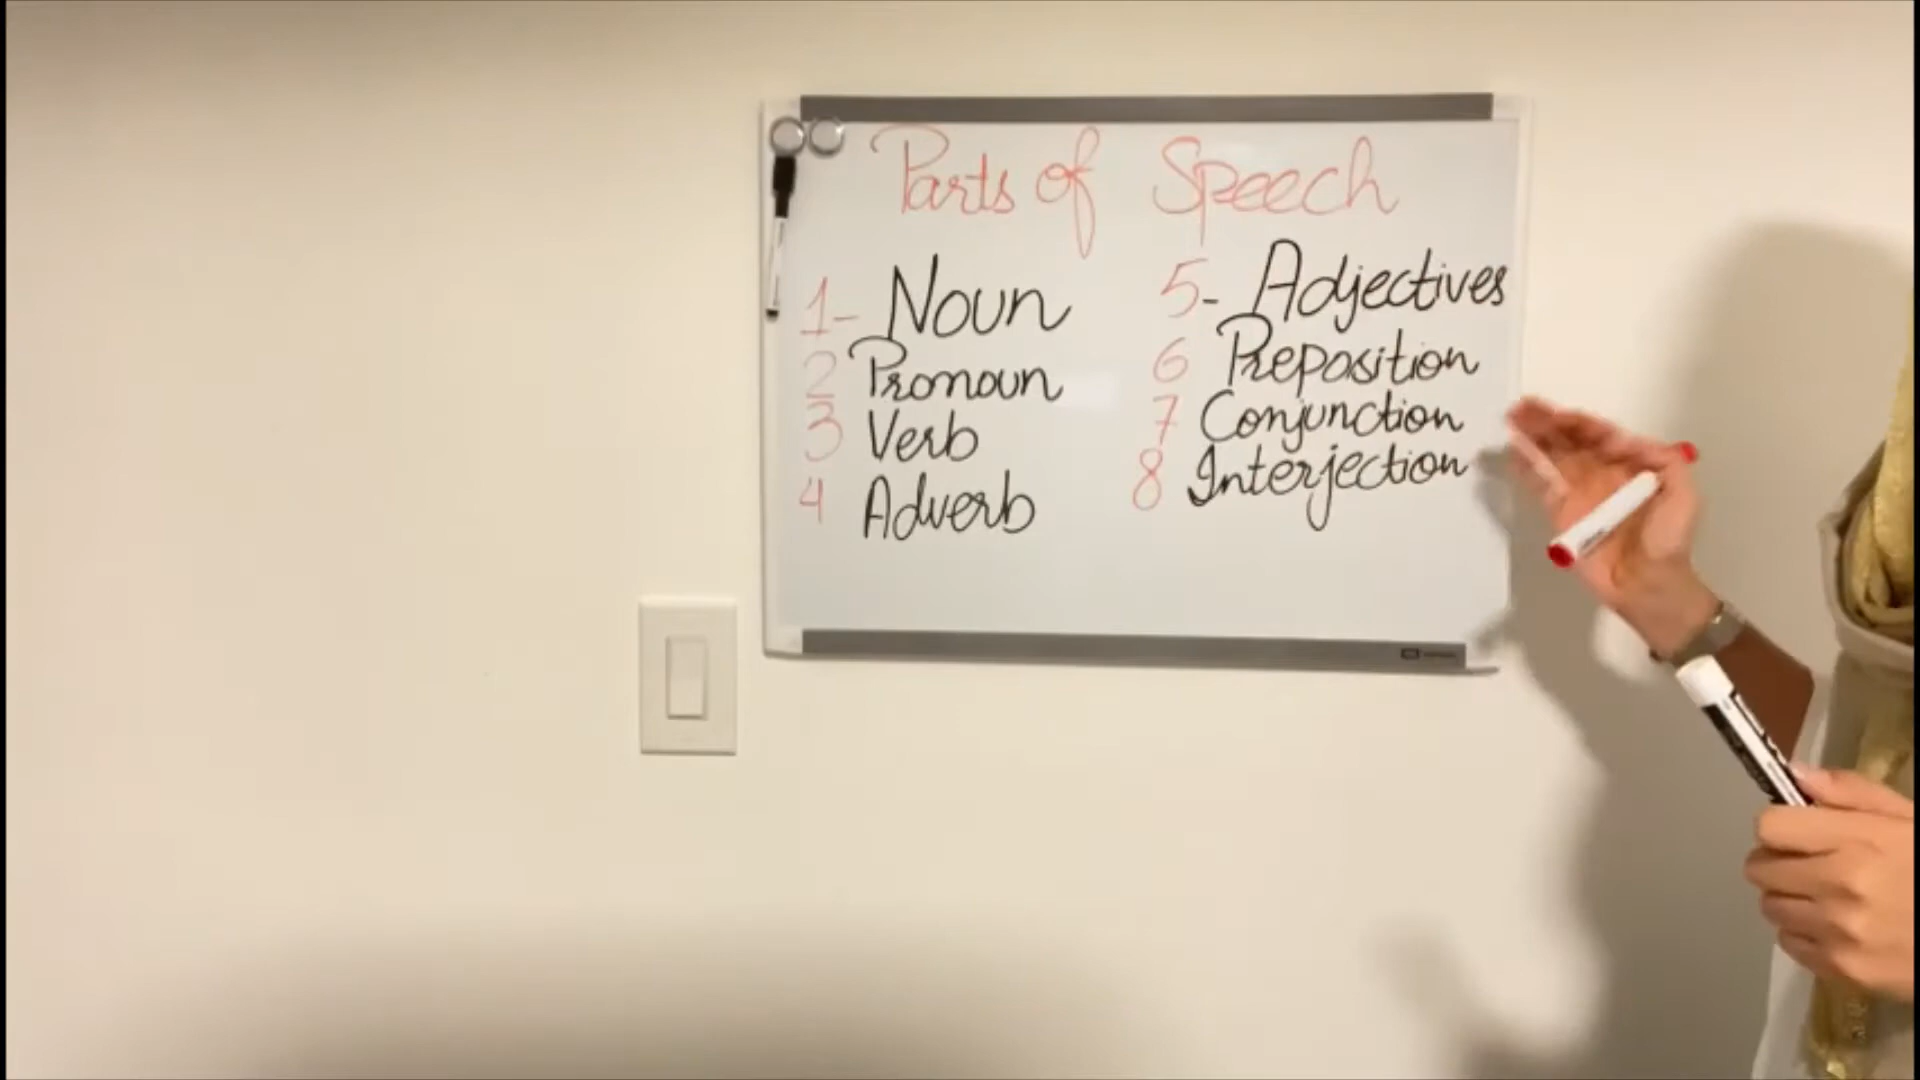 Parts of Speech
1- Noun
2 Pronoun
3 Verb
4 Adverb
5- Adjectives
6 Preposition
7 Conjunction
8 Interjection